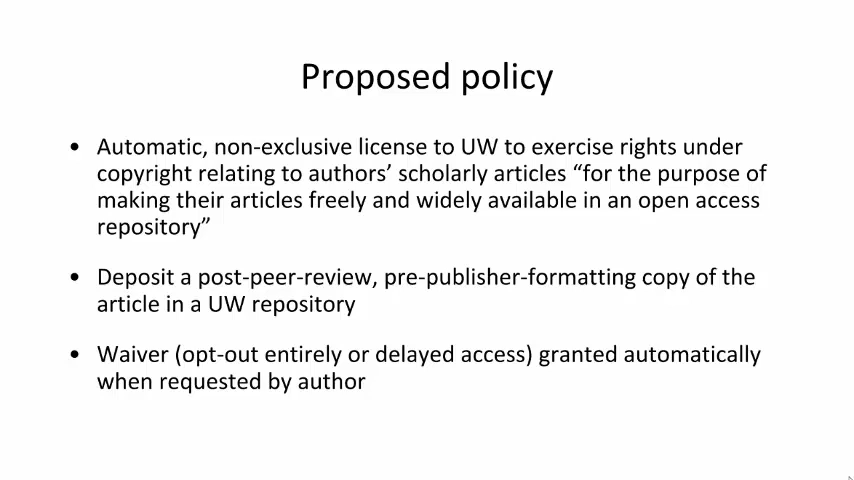 Proposed policy
• Automatic, non-exclusive license to UW to exercise rights under
copyright relating to authors’ scholarly articles “for the purpose of
making their articles freely and widely available in an open access
repository”
• Deposit a post-peer-review, pre-publisher-formatting copy of the
article in a UW repository
• Waiver (opt-out entirely or delayed access) granted automatically
when requested by author